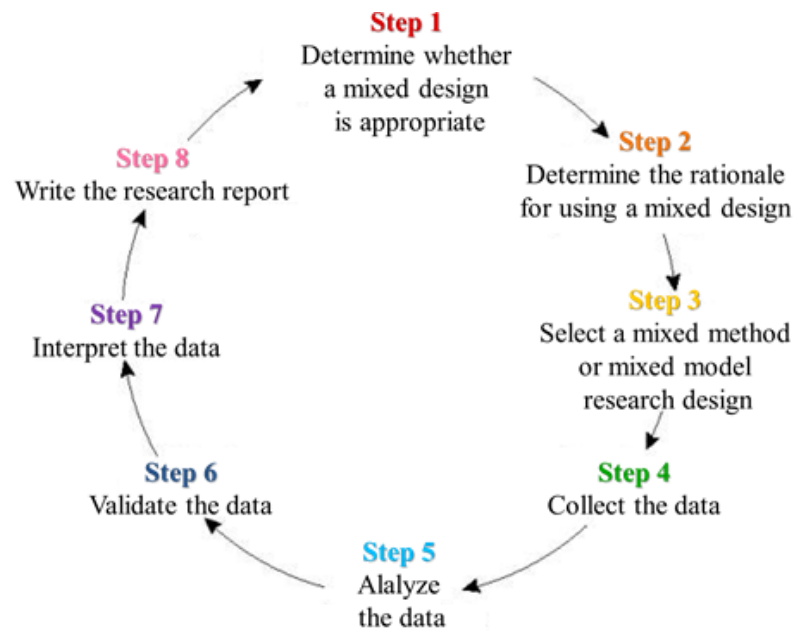 Step 1
Determine whether
a mixed design
is appropriate
Step 2
Determine the rationale
for using a mixed design
Step 3
Select a mixed method
or mixed model
research design
Step 4
Collect the data
Step 5
Alalyze
the data
Step 6
Validate the data
Step 7
Interpret the data
Step 8
Write the research report